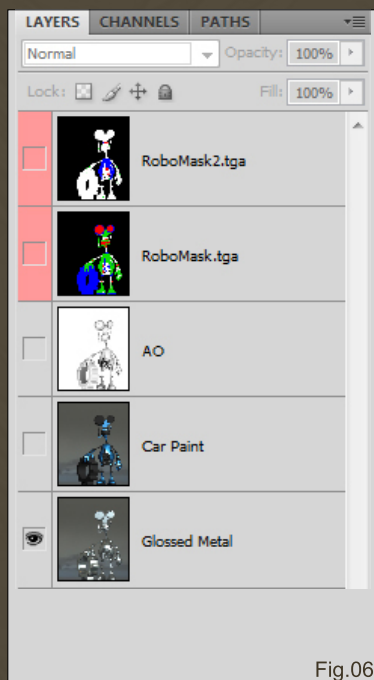 LAYERS CHANNELS PATHS
Normal Opacity: 100%
Lock: Fill: 100%
RoboMask2.tga
RoboMask.tga
AO
Car Paint
Glossed Metal
Fig.06